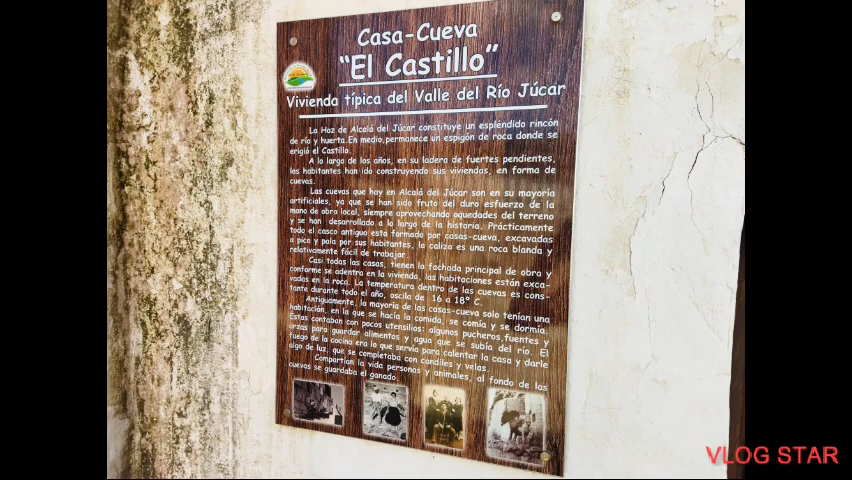 Casa-Cueva
"El Castillo"
Vivienda típica del Valle del Río Júcar
La Hoz de Alcalá del Júcar constituye un espléndido rincón
de río y huerta. En medio, permanece un espigón de roca donde se
erigió el Castillo.
A lo largo de los años, en su ladera de fuertes pendientes,
los habitantes han ido construyendo sus viviendas, en forma de
cuevas.
Las cuevas que hay en Alcalá del Júcar son en su mayoría
artificiales, ya que se han sido fruto del duro esfuerzo de la
mano de obra local, siempre aprovechando oquedades del terreno
y se han desarrollado a lo largo de la historia. Prácticamente
todo el casco antiguo esta formado por casas-cueva, excavadas
a pico y pala por sus habitantes, la caliza es una roca blanda y
relativamente fácil de trabajar.
Casi todas las casas, tienen la fachada principal de obra y
conforme se adentra en la vivienda, las habitaciones están exca-
vadas en la roca. La temperatura dentro de las cuevas es cons-
tante durante todo el año, oscila de 16 a 18º C.
Antiguamente, la mayoría de las casas-cueva solo tenían una
habitación, en la que se hacía la comida, se comía y se dormía.
Estas contaban con pocos utensilios: algunos pucheros, fuentes y
orzas para guardar alimentos y agua que se subía del río. El
fuego de la cocina era lo que servía para calentar la casa y darle
algo de luz, que se completaba con candiles y velas.
Compartían la vida personas y animales, al fondo de las
cuevas se guardaba el ganado.
VLOG STAR